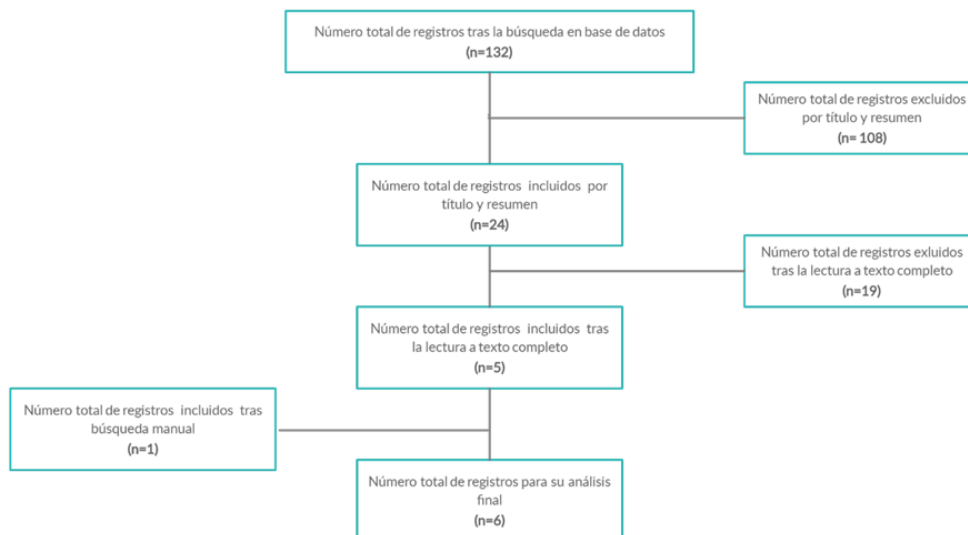 Número total de registros tras la búsqueda en base de datos
(n=132)
Número total de registros excluidos
por título y resumen
(n= 108)
Número total de registros incluidos por
título y resumen
(n=24)
Número total de registros exluidos
tras la lectura a texto completo
(n=19)
Número total de registros incluidos tras
la lectura a texto completo
(n=5)
Número total de registros incluidos tras
búsqueda manual
(n=1)
Número total de registros para su análisis
final
(n=6)